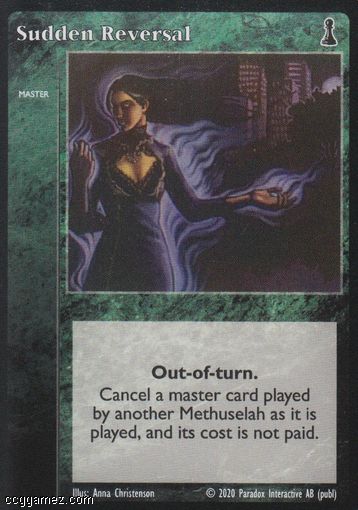 Sudden Reversal
MASTER
Out-of-turn.
Cancel a master card played
by another Methuselah as it is
played, and its cost is not paid.
Illus: Anna Christenson
© 2020 Paradox Interactive AB (publ)
ccggamez.com